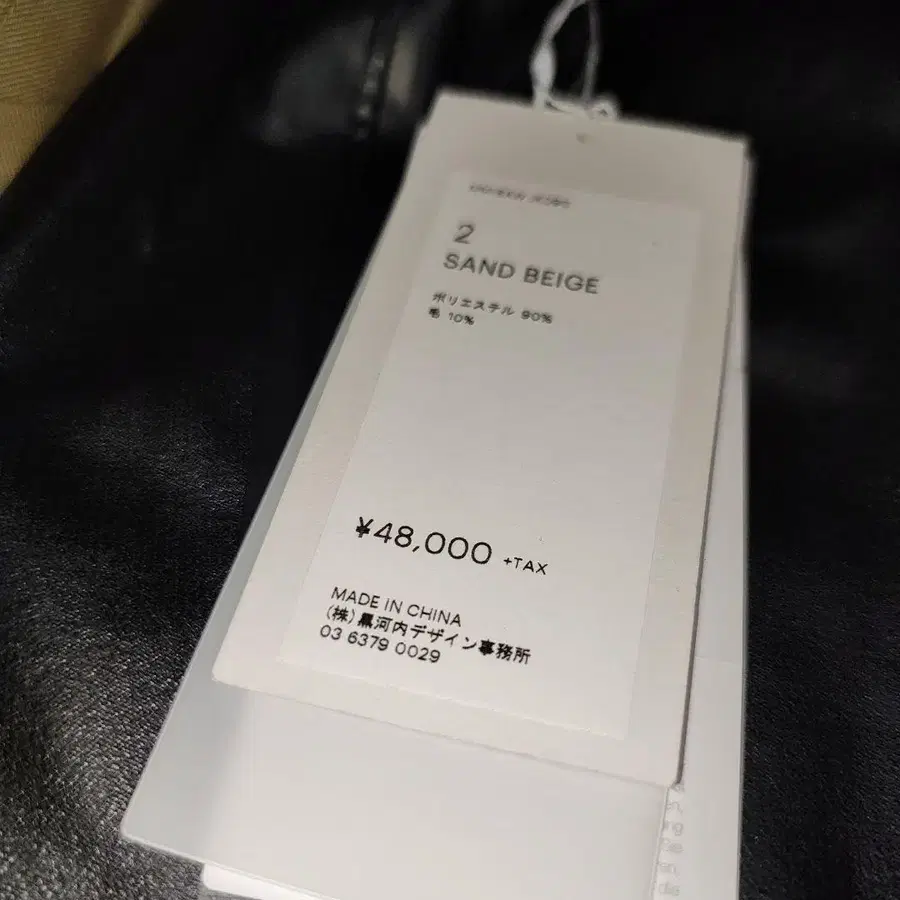 2
SAND BEIGE
ポリエステル 90%
毛 10%
¥48,000 +TAX
MADE IN CHINA
(株)黒河内デザイン事務所
03 6379 0029